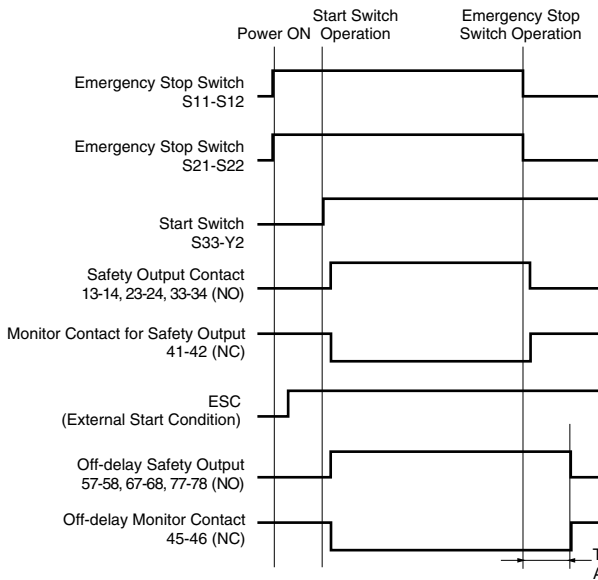 Power ON
Start Switch
Operation
Emergency Stop
Switch Operation
Emergency Stop Switch
S11-S12
Emergency Stop Switch
S21-S22
Start Switch
S33-Y2
Safety Output Contact
13-14, 23-24, 33-34 (NO)
Monitor Contact for Safety Output
41-42 (NC)
ESC
(External Start Condition)
Off-delay Safety Output
57-58, 67-68, 77-78 (NO)
Off-delay Monitor Contact
45-46 (NC)